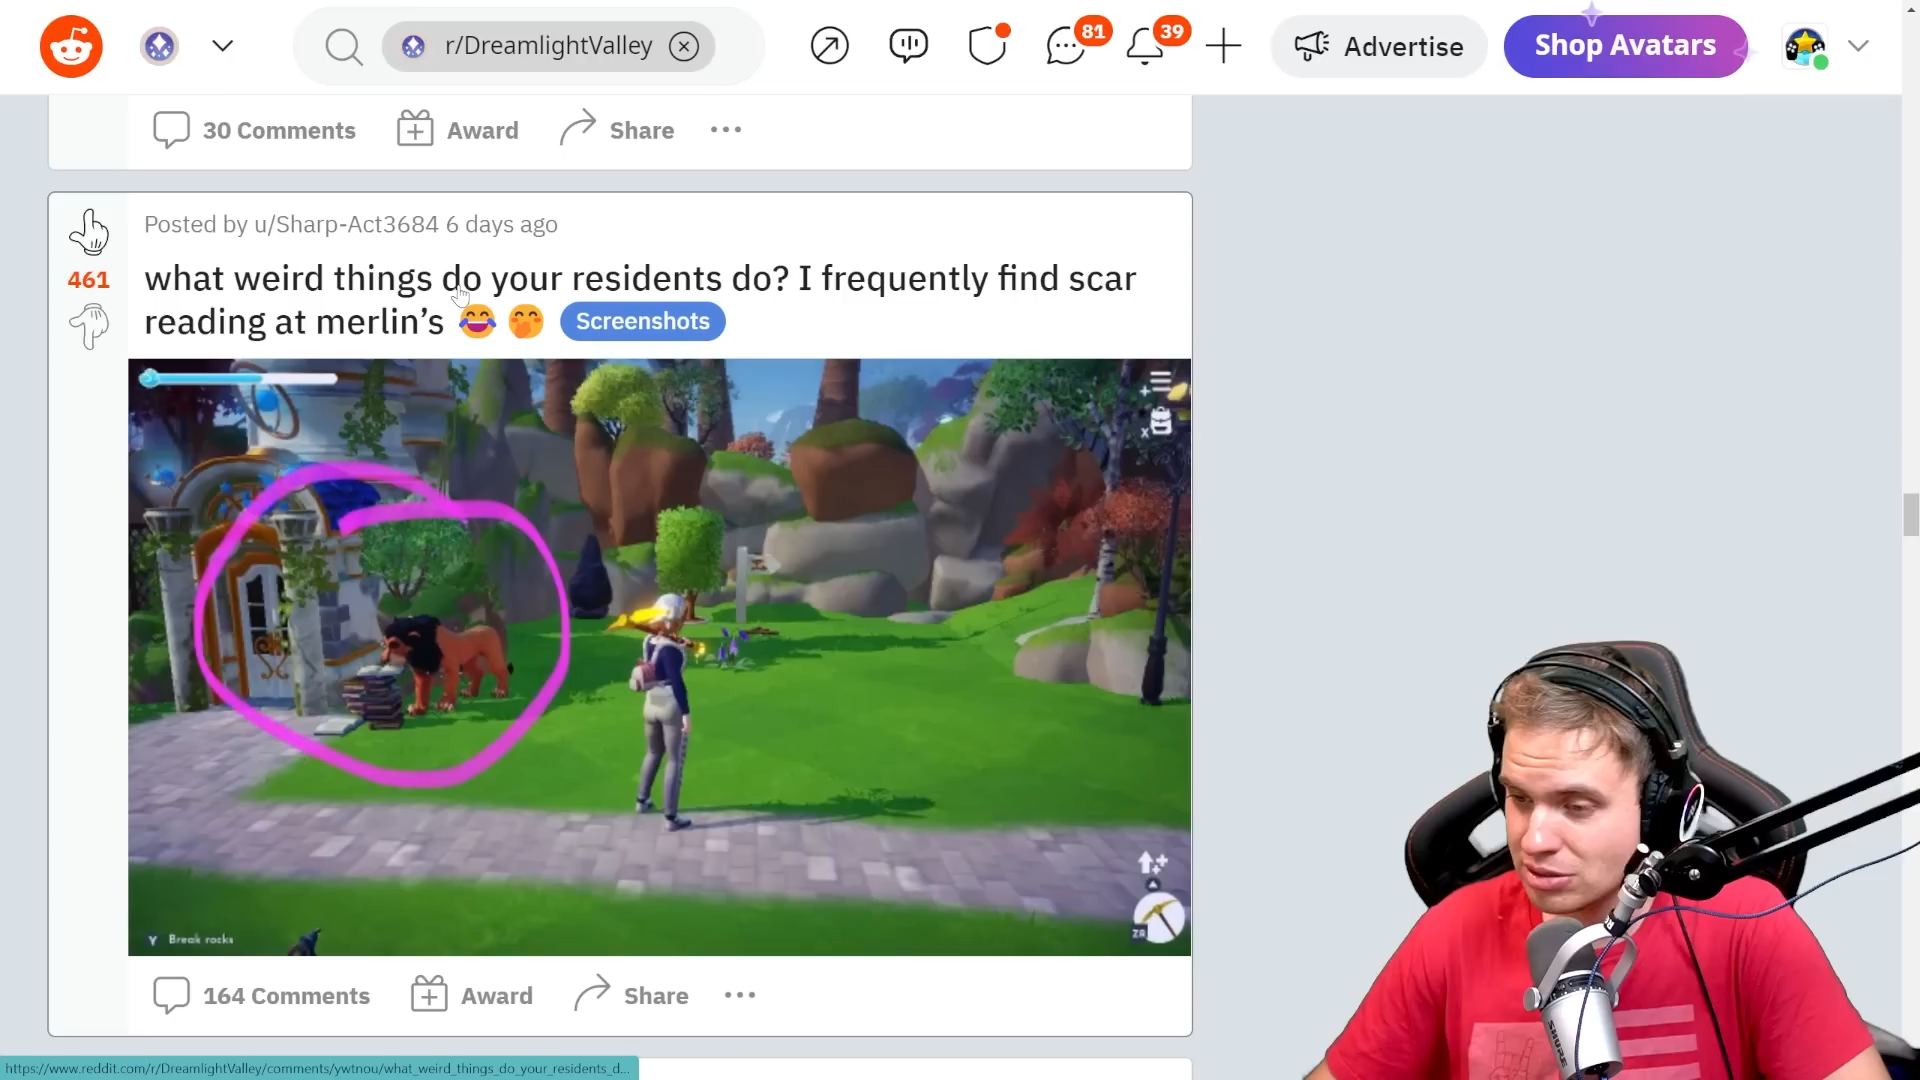 r/DreamlightValley
81
39
Advertise
Shop Avatars
30 Comments
Award
Share
Posted by u/Sharp-Act3684 6 days ago
461
what weird things do your residents do? I frequently find scar
reading at merlin’s 😂 🤭 Screenshots
X
Y Break rocks
ZR
164 Comments
Award
Share
SHURE
https://www.reddit.com/r/DreamlightValley/comments/ywtnou/what_weird_things_do_your_residents_d...